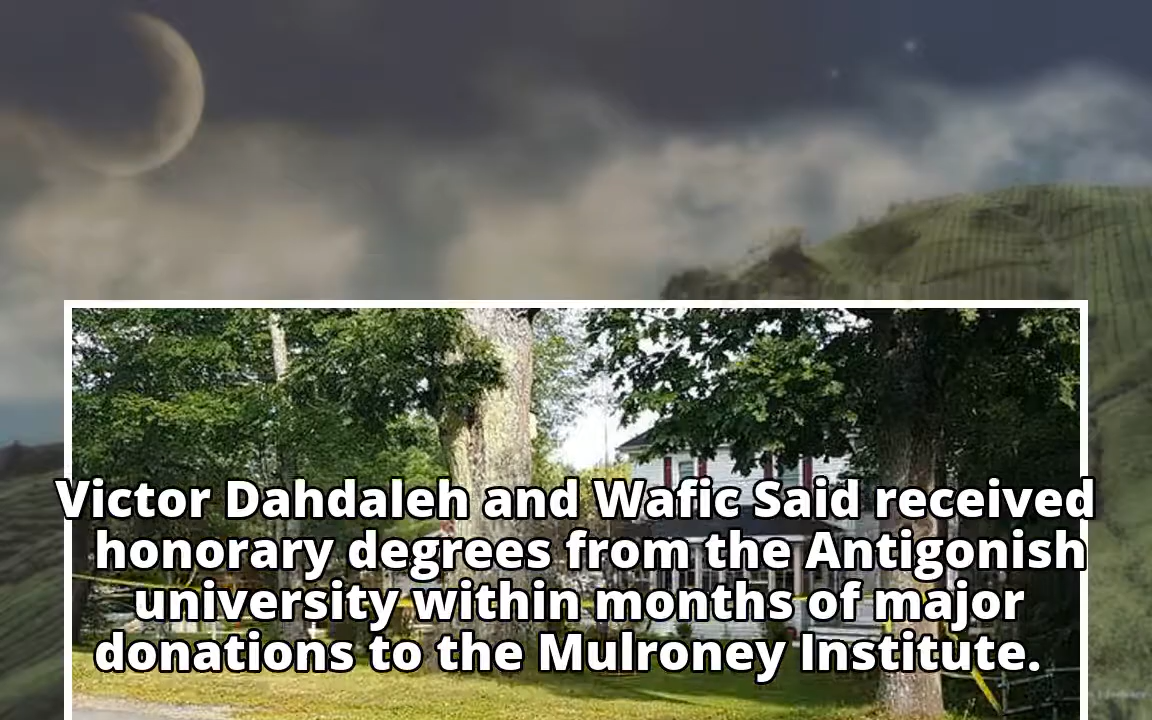 Victor Dahdaleh and Wafic Said received
honorary degrees from the Antigonish
university within months of major
donations to the Mulroney Institute.